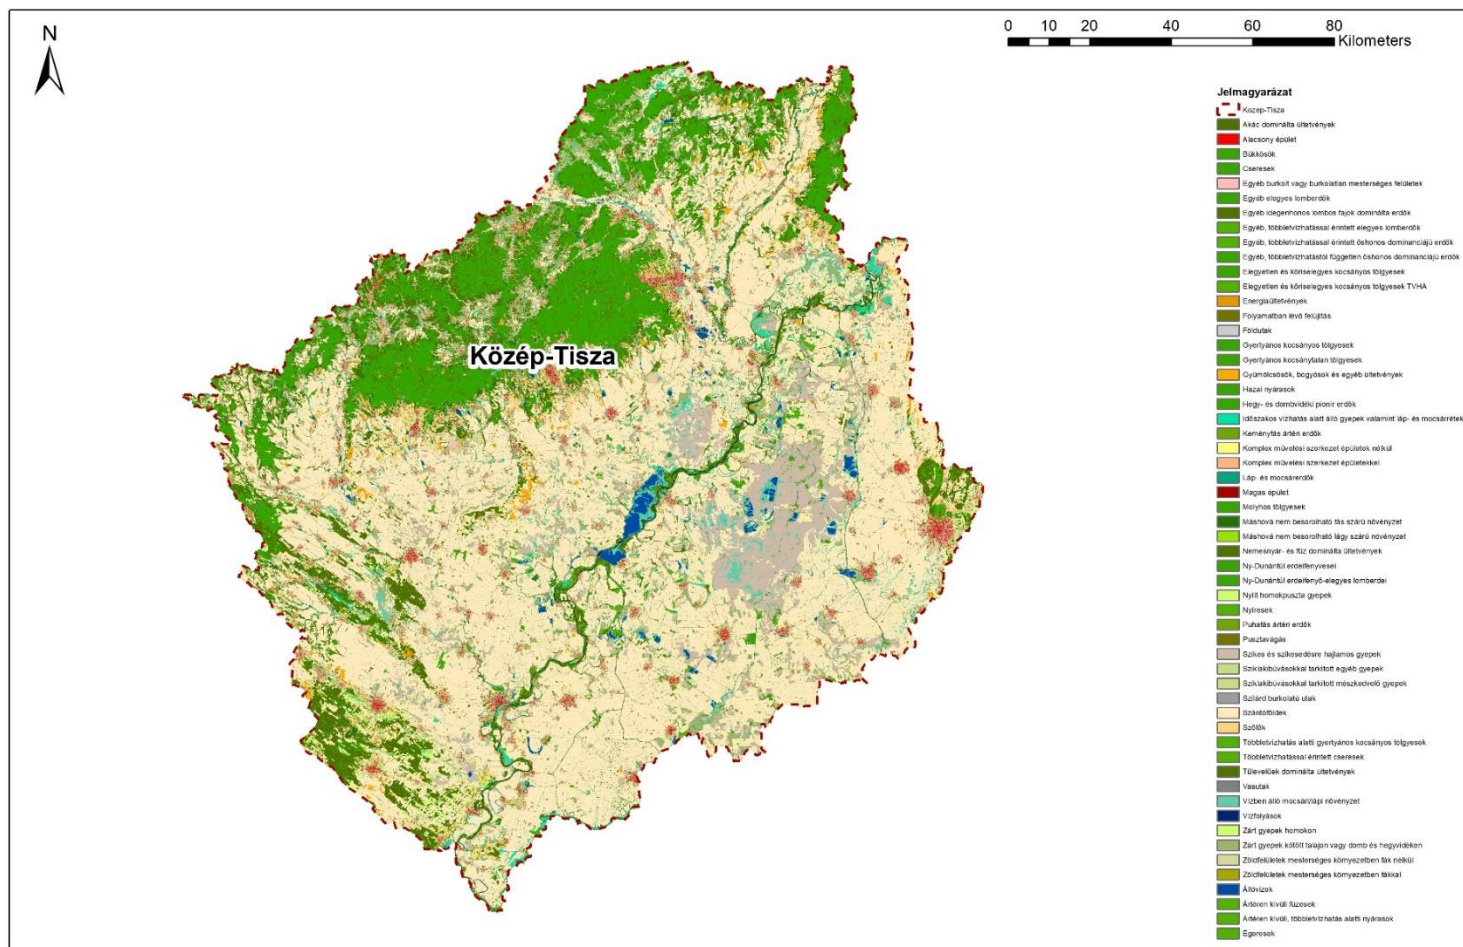 N
0 10 20 40 60 80
Kilometers
Jelmagyarázat
Kozep-Tisza
Akác dominálta ültetvények
Alacsony épület
Bükkösök
Cseresek
Egyéb burkolt vagy burkolatlan mesterséges felületek
Egyéb elegyes lomberdők
Egyéb idegenhonos lombos fajok dominálta erdők
Egyéb, többletvízhatással érintett elegyes lomberdők
Egyéb, többletvízhatással érintett őshonos dominanciájú erdők
Egyéb, többletvízhatástól független őshonos dominanciájú erdők
Elegyetlen és kőriselegyes kocsányos tölgyesek
Elegyetlen és kőriselegyes kocsányos tölgyesek TVHA
Energiaültetvények
Folyamatban lévő felújítás
Földutak
Gyertyános kocsányos tölgyesek
Gyertyános kocsánytalan tölgyesek
Gyümölcsösök, bogyósok és egyéb ültetvények
Hazai nyárasok
Hegy- és dombvidéki pionír erdők
Időszakos vízhatás alatt álló gyepek valamint láp- és mocsárrétek
Keményfás ártéri erdők
Komplex művelési szerkezet épületek nélkül
Komplex művelési szerkezet épületekkel
Láp- és mocsárerdők
Magas épület
Molyhos tölgyesek
Máshová nem besorolható fás szárú növényzet
Máshová nem besorolható lágy szárú növényzet
Nemesnyár- és fűz dominálta ültetvények
Ny-Dunántúl erdeifenyvesei
Ny-Dunántúl erdeifenyő-elegyes lomberdei
Nyílt homokpuszta gyepek
Nyíresek
Puhafás ártéri erdők
Pusztavágás
Szikes és szikesedésre hajlamos gyepek
Sziklakibúvásokkal tarkított egyéb gyepek
Sziklakibúvásokkal tarkított mészkedvelő gyepek
Szilárd burkolatú utak
Szántóföldek
Szőlők
Többletvízhatás alatti gyertyános kocsányos tölgyesek
Többletvízhatással érintett cseresek
Tűlevelűek dominálta ültetvények
Vasutak
Vízben álló mocsári/lápi növényzet
Vízfolyások
Zárt gyepek homokon
Zárt gyepek kötött talajon vagy domb és hegyvidéken
Zöldfelületek mesterséges környezetben fák nélkül
Zöldfelületek mesterséges környezetben fákkal
Állóvizek
Ártéren kívüli fűzesek
Ártéren kívüli, többletvízhatás alatti nyárasok
Égeresek
Közép-Tisza